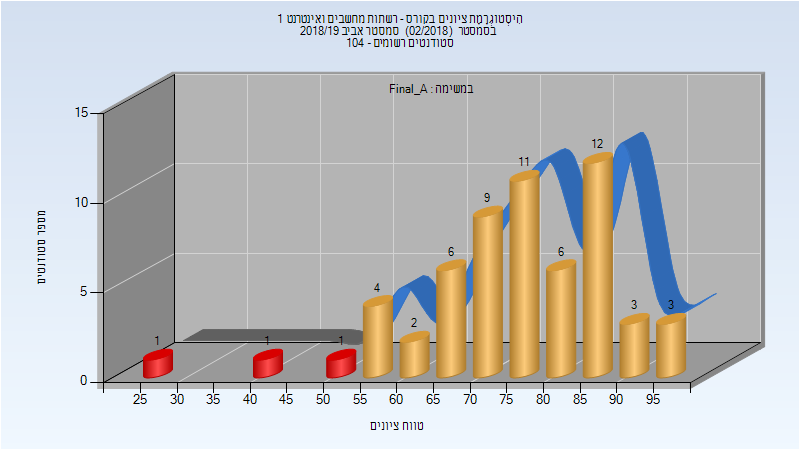 הִיסטוֹגְרָמַת ציונים בקורס - רשתות מחשבים ואינטרנט 1
בסמסטר (02/2018) סמסטר אביב 2018/19
סטודנטים רשומים - 104
במשימה : Final_A
מספר סטודנטים
15
10
5
0
1 1 1 4 2 6 9 11 6 12 3 3
25 30 35 40 45 50 55 60 65 70 75 80 85 90 95
טווח ציונים